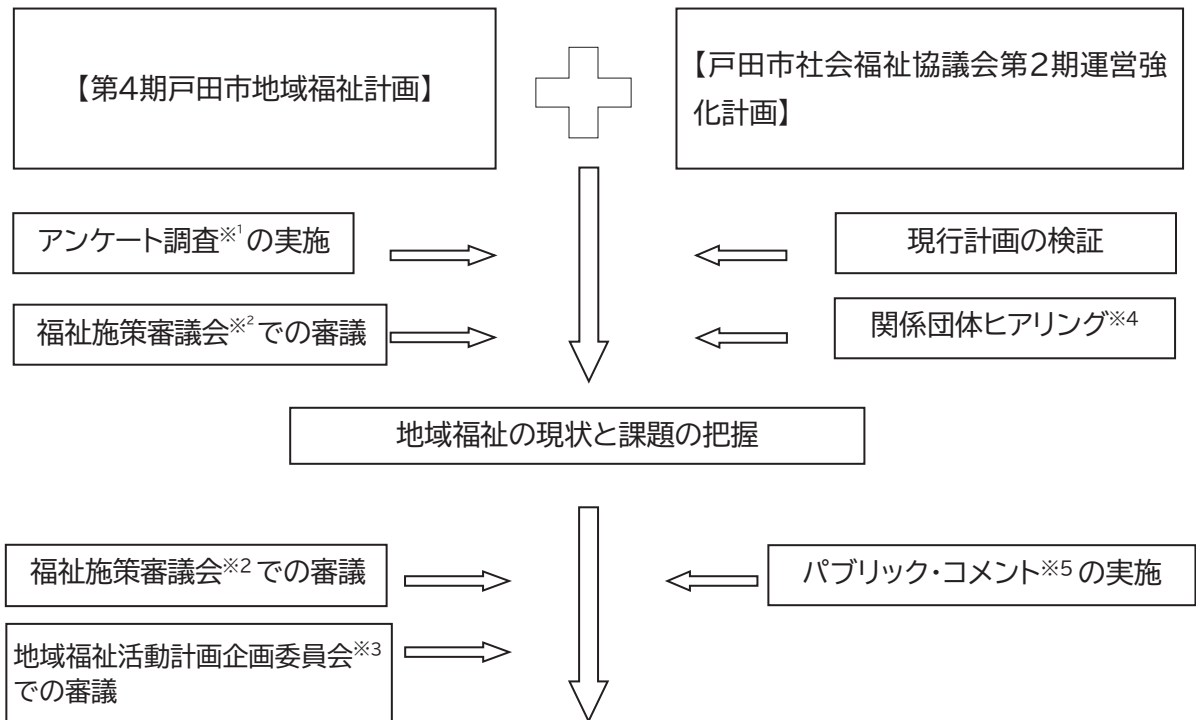 【第4期戸田市地域福祉計画】
【戸田市社会福祉協議会第2期運営強
化計画】
アンケート調査※1の実施
現行計画の検証
福祉施策審議会※2での審議
関係団体ヒアリング※4
地域福祉の現状と課題の把握
福祉施策審議会※2での審議
パブリック・コメント※5の実施
地域福祉活動計画企画委員会※3
での審議